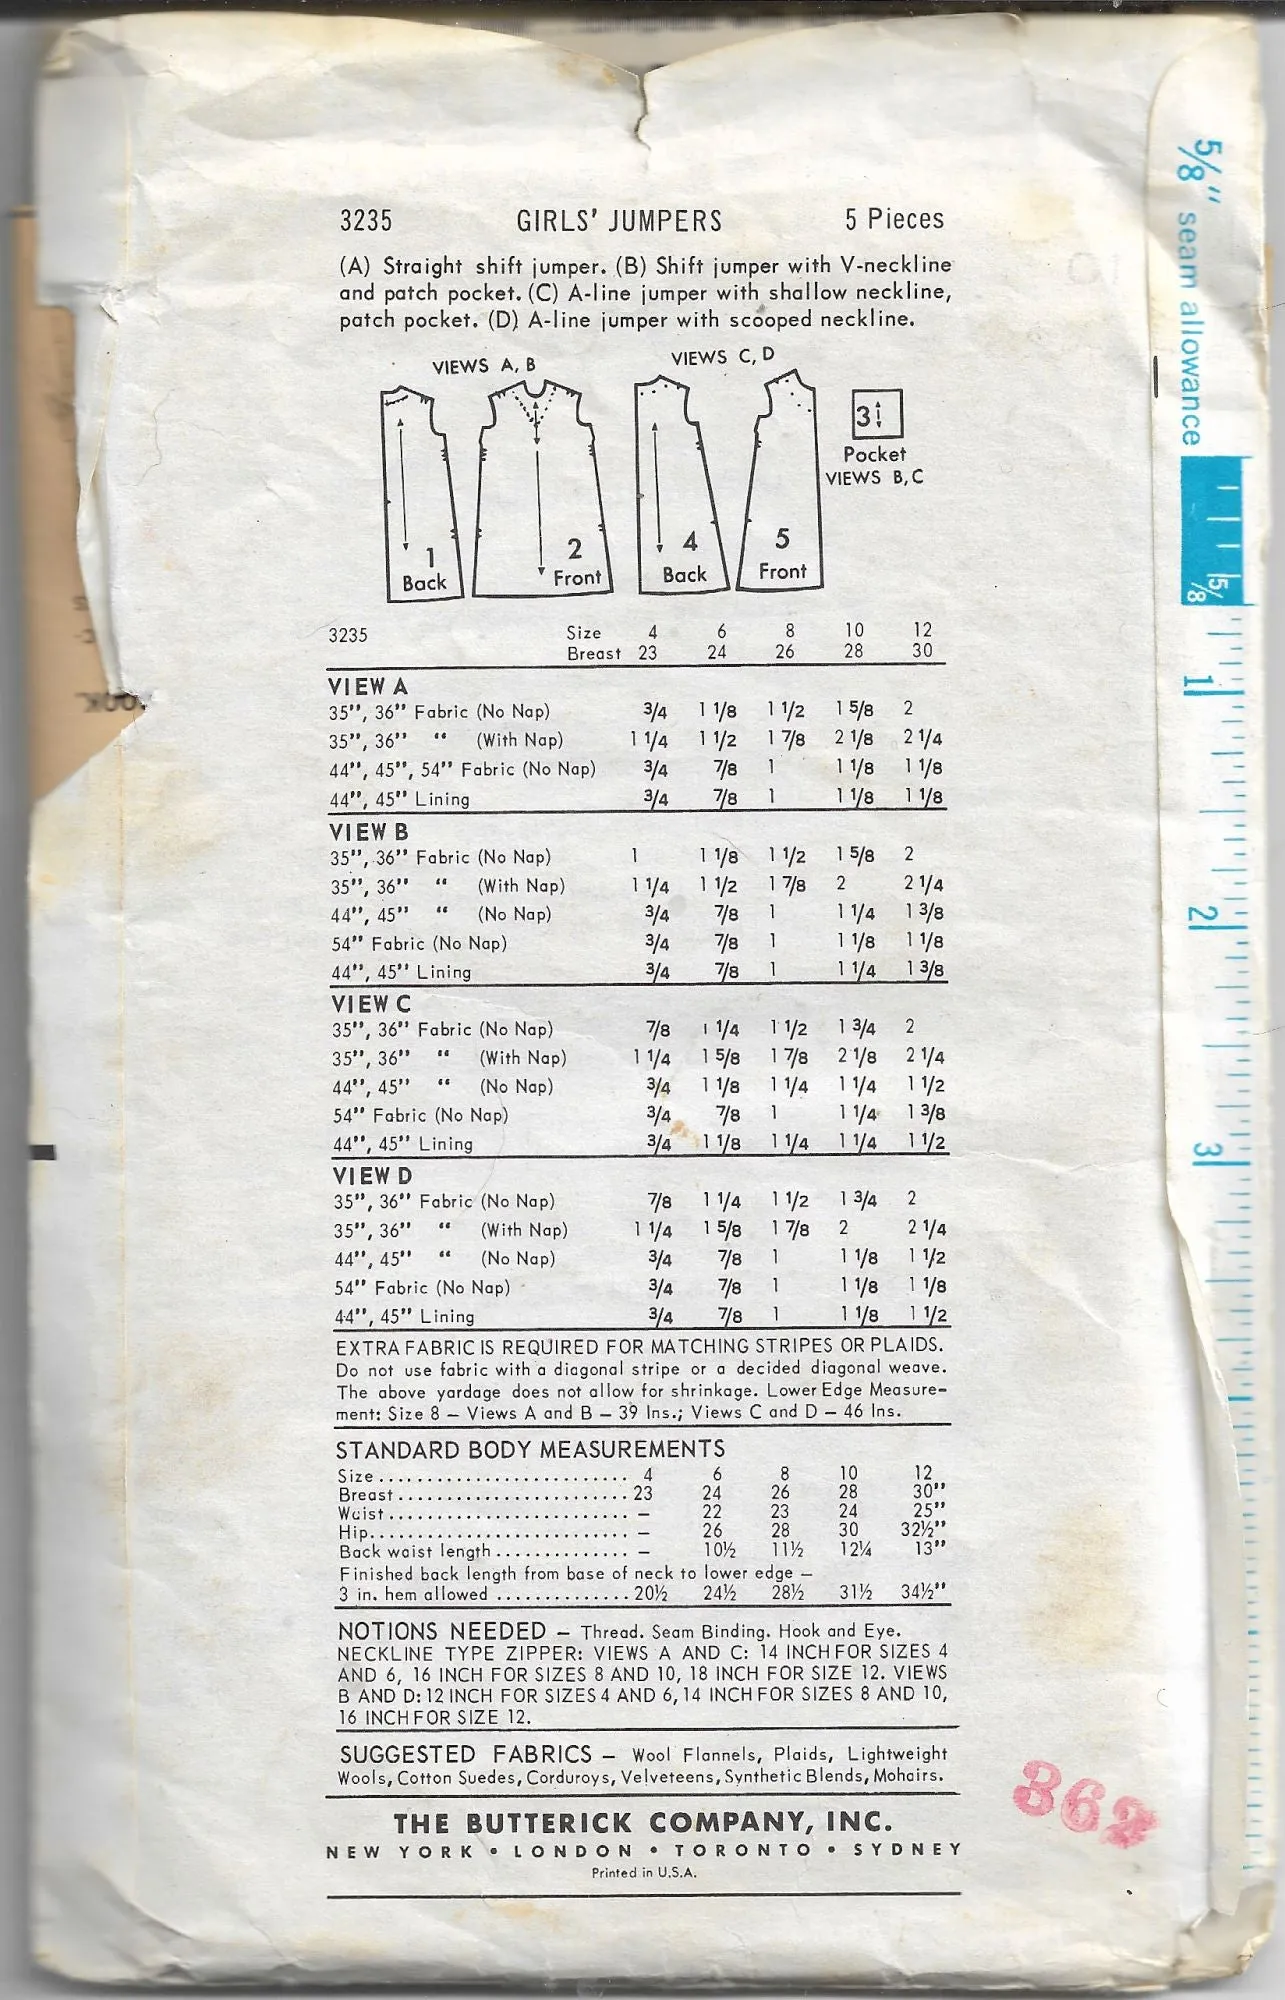 3235 GIRLS' JUMPERS 5 Pieces
(A) Straight shift jumper. (B) Shift jumper with V-neckline
and patch pocket. (C) A-line jumper with shallow neckline,
patch pocket. (D) A-line jumper with scooped neckline.
VIEWS A, B VIEWS C, D
3
Pocket
VIEWS B, C
1 2 4 5
Back Front Back Front
3235 Size 4 6 8 10 12
Breast 23 24 26 28 30
VIEW A
35", 36" Fabric (No Nap) 3/4 1 1/8 1 1/2 1 5/8 2
35", 36" " (With Nap) 1 1/4 1 1/2 1 7/8 2 1/8 2 1/4
44", 45", 54" Fabric (No Nap) 3/4 7/8 1 1 1/8 1 1/8
44", 45" Lining 3/4 7/8 1 1 1/8 1 1/8
VIEW B
35", 36" Fabric (No Nap) 1 1 1/8 1 1/2 1 5/8 2
35", 36" " (With Nap) 1 1/4 1 1/2 1 7/8 2 2 1/4
44", 45" " (No Nap) 3/4 7/8 1 1 1/4 1 3/8
54" Fabric (No Nap) 3/4 7/8 1 1 1/8 1 1/8
44", 45" Lining 3/4 7/8 1 1 1/4 1 3/8
VIEW C
35", 36" Fabric (No Nap) 7/8 1 1/4 1 1/2 1 3/4 2
35", 36" " (With Nap) 1 1/4 1 5/8 1 7/8 2 1/8 2 1/4
44", 45" " (No Nap) 3/4 1 1/8 1 1/4 1 1/4 1 1/2
54" Fabric (No Nap) 3/4 7/8 1 1 1/4 1 3/8
44", 45" Lining 3/4 1 1/8 1 1/4 1 1/4 1 1/2
VIEW D
35", 36" Fabric (No Nap) 7/8 1 1/4 1 1/2 1 3/4 2
35", 36" " (With Nap) 1 1/4 1 5/8 1 7/8 2 2 1/4
44", 45" " (No Nap) 3/4 7/8 1 1 1/8 1 1/2
54" Fabric (No Nap) 3/4 7/8 1 1 1/8 1 1/8
44", 45" Lining 3/4 7/8 1 1 1/8 1 1/2
EXTRA FABRIC IS REQUIRED FOR MATCHING STRIPES OR PLAIDS.
Do not use fabric with a diagonal stripe or a decided diagonal weave.
The above yardage does not allow for shrinkage. Lower Edge Measure-
ment: Size 8 – Views A and B – 39 Ins.; Views C and D – 46 Ins.
STANDARD BODY MEASUREMENTS
Size.......................... 4 6 8 10 12
Breast........................ 23 24 26 28 30"
Waist......................... – 22 23 24 25"
Hip........................... – 26 28 30 32½"
Back waist length.............. – 10½ 11½ 12¼ 13"
Finished back length from base of neck to lower edge –
3 in. hem allowed .............. 20½ 24½ 28½ 31½ 34½"
NOTIONS NEEDED – Thread. Seam Binding. Hook and Eye.
NECKLINE TYPE ZIPPER: VIEWS A AND C: 14 INCH FOR SIZES 4
AND 6, 16 INCH FOR SIZES 8 AND 10, 18 INCH FOR SIZE 12. VIEWS
B AND D: 12 INCH FOR SIZES 4 AND 6, 14 INCH FOR SIZES 8 AND 10,
16 INCH FOR SIZE 12.
SUGGESTED FABRICS – Wool Flannels, Plaids, Lightweight
Wools, Cotton Suedes, Corduroys, Velveteens, Synthetic Blends, Mohairs.
THE BUTTERICK COMPANY, INC.
NEW YORK • LONDON • TORONTO • SYDNEY
Printed in U.S.A.
862
5/8" seam allowance
5/8
1
2
3